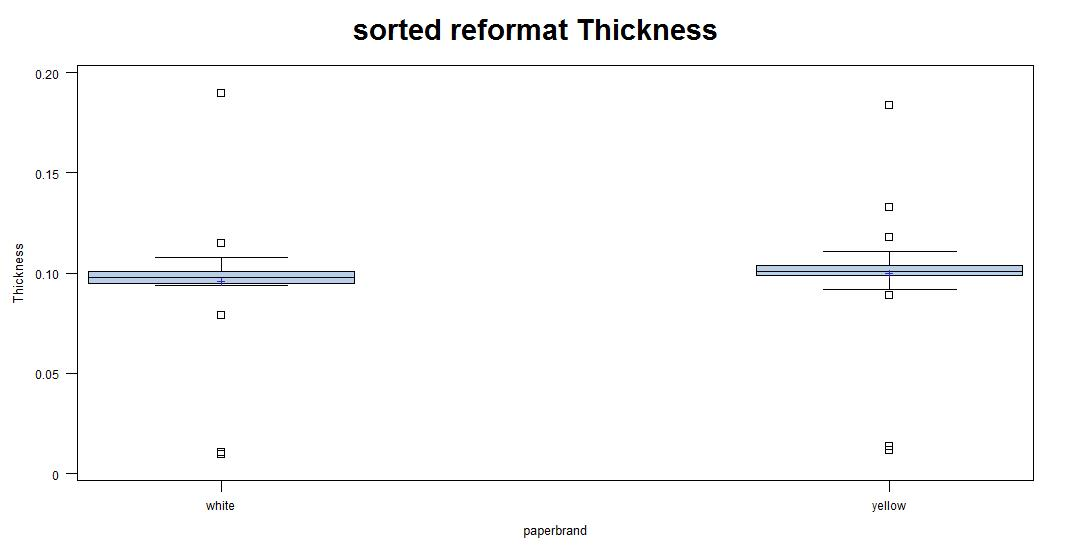 sorted reformat Thickness
0.20
0.15
0.10
0.05
0
Thickness
white
yellow
paperbrand